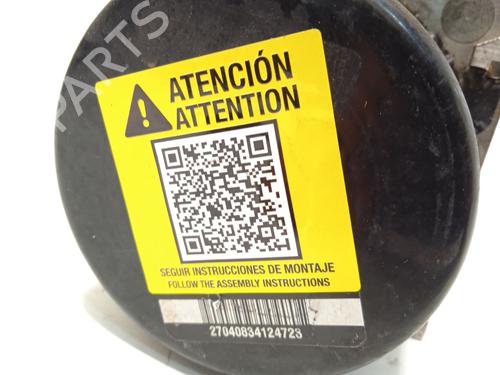 PARTS
ATENCIÓN
ATTENTION
SEGUIR INSTRUCCIONES DE MONTAJE
FOLLOW THE ASSEMBLY INSTRUCTIONS
27040834124723